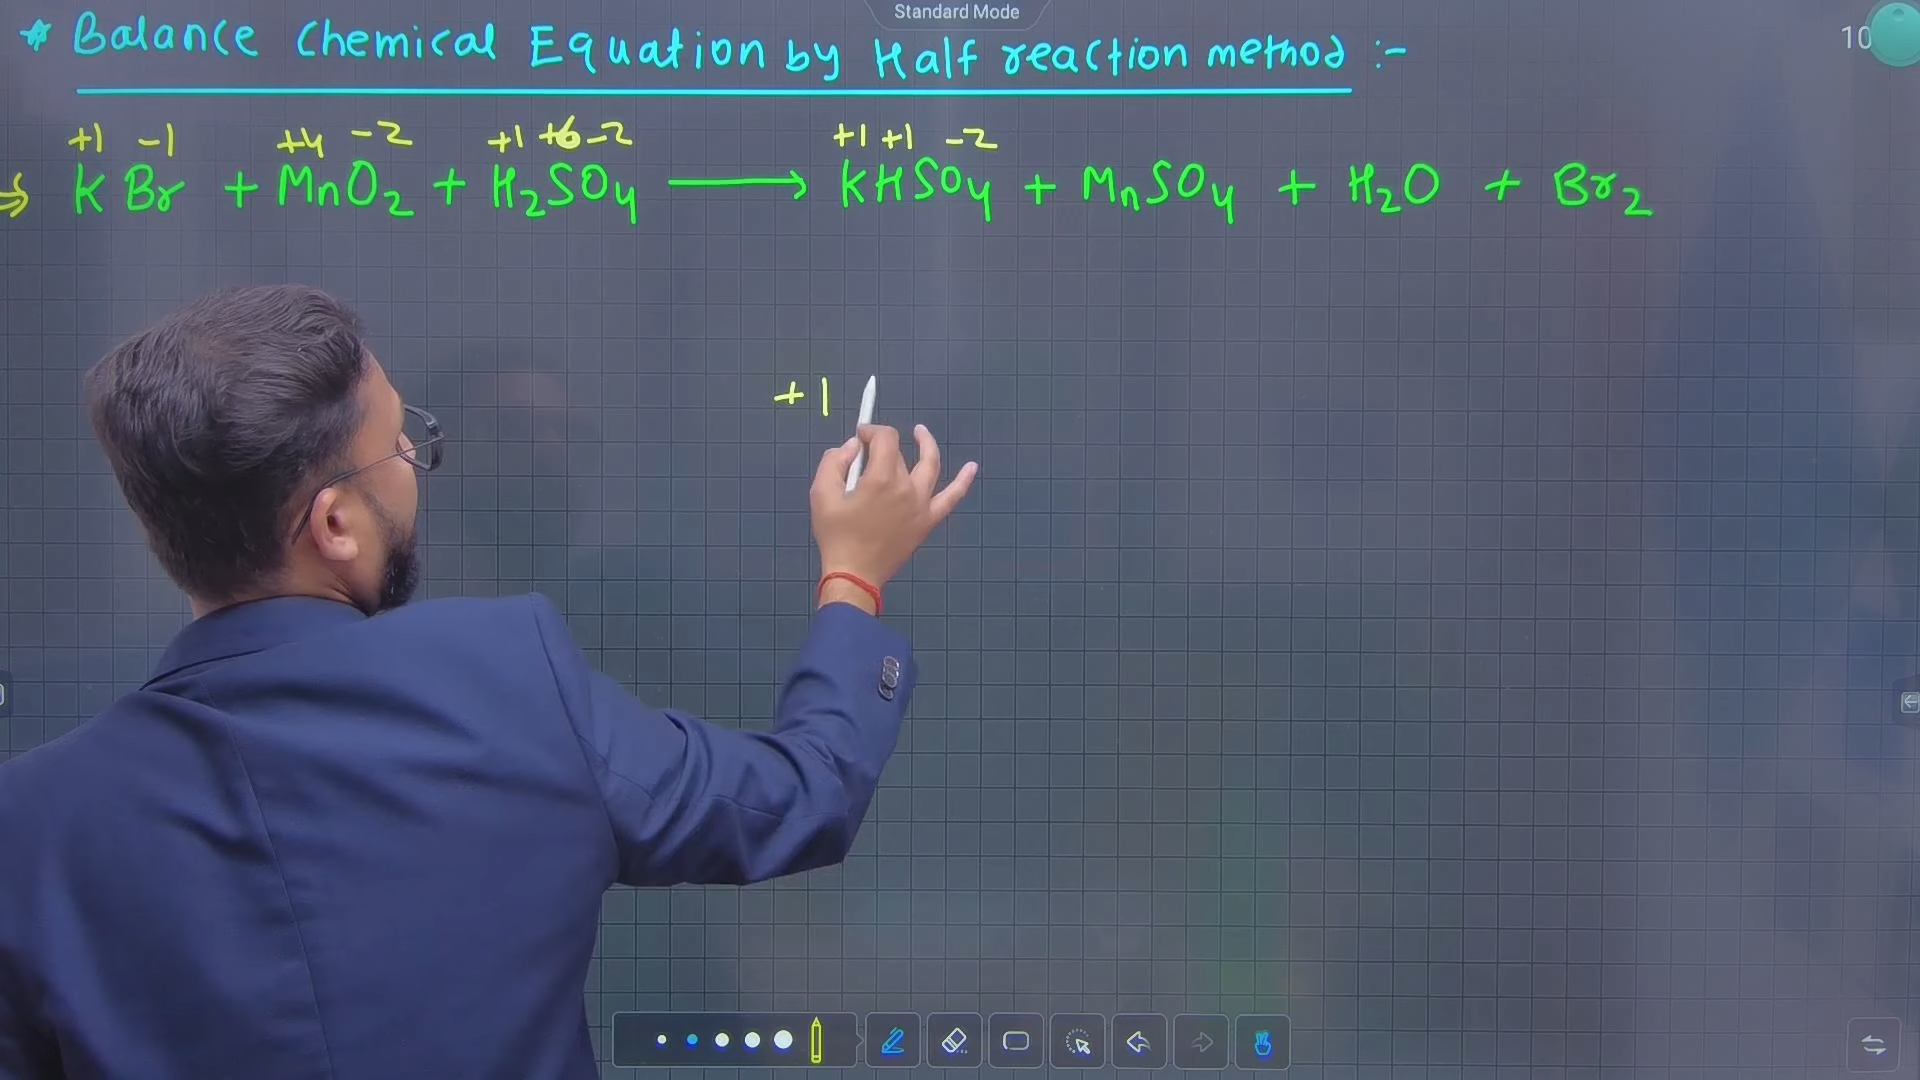 Standard Mode
10
* Balance Chemical Equation by Half reaction method :-
+1 -1 +4 -2 +1 +6 -2 +1 +1 -2
⇒ KBr + MnO₂ + H₂SO₄ ⟶ KHSO₄ + MnSO₄ + H₂O + Br₂
+1